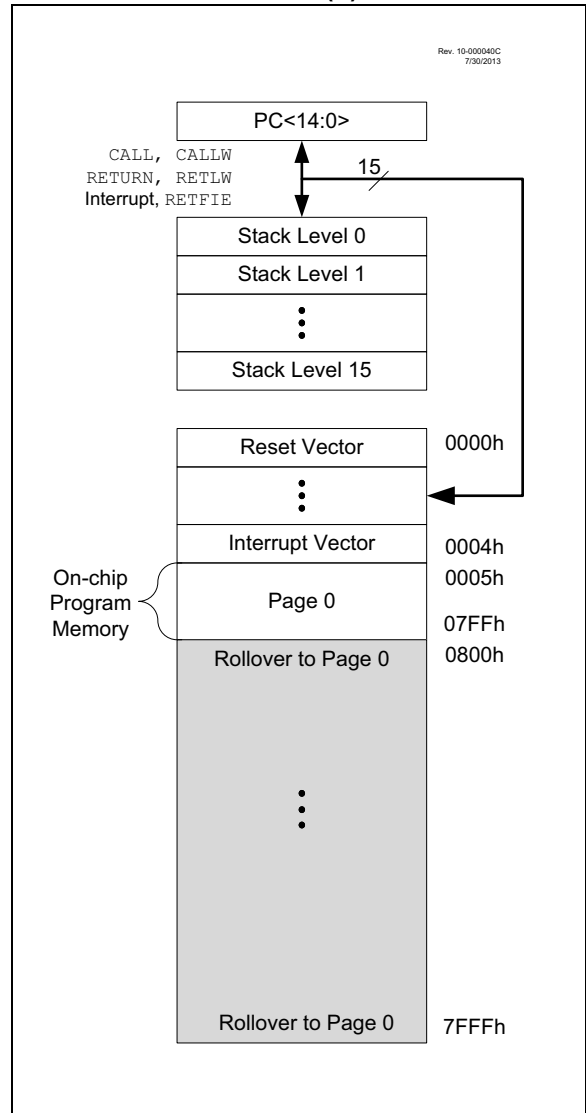 Rev. 10-000040C
7/30/2013
PC<14:0>
CALL, CALLW
RETURN, RETLW
Interrupt, RETFIE
15
Stack Level 0
Stack Level 1
Stack Level 15
Reset Vector
0000h
Interrupt Vector
0004h
On-chip
Program
Memory
Page 0
0005h
07FFh
Rollover to Page 0
0800h
Rollover to Page 0
7FFFh